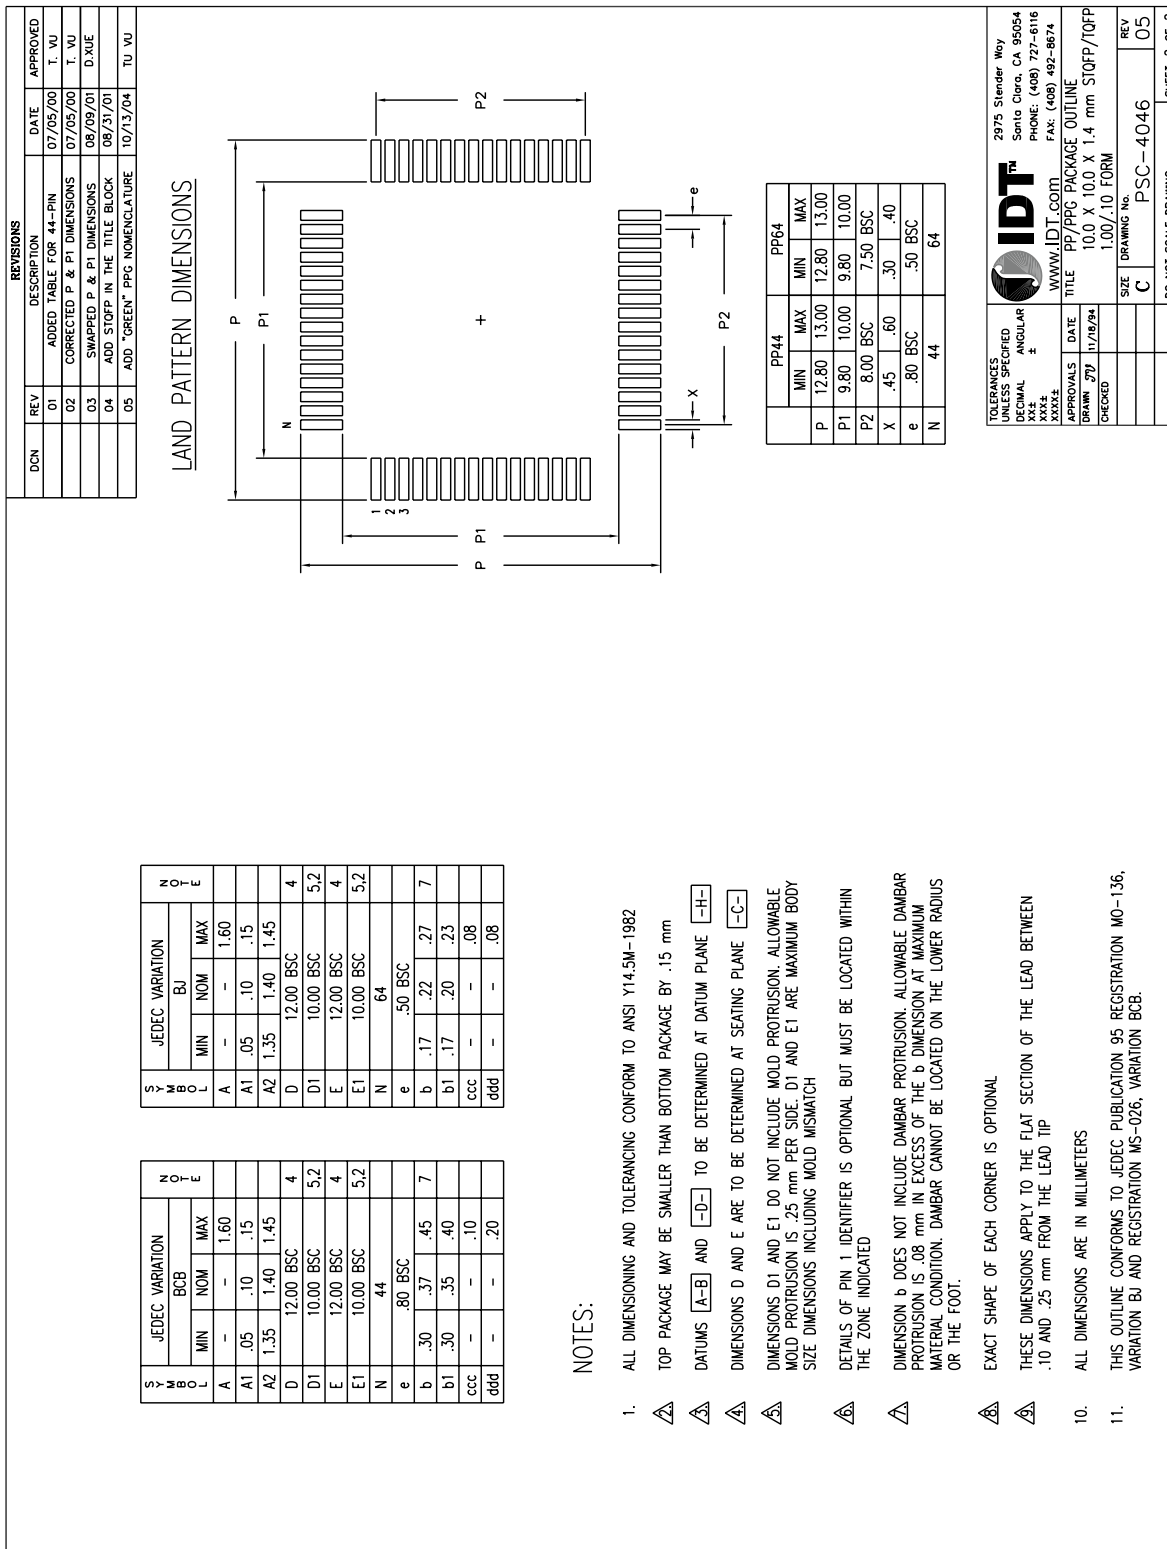 REVISIONS
DCN REV DESCRIPTION DATE APPROVED
01 ADDED TABLE FOR 44-PIN 07/05/00 T. VU
02 CORRECTED P & P1 DIMENSIONS 07/05/00 T. VU
03 SWAPPED P & P1 DIMENSIONS 08/09/01 D.XUE
04 ADD STQFP IN THE TITLE BLOCK 08/31/01
05 ADD "GREEN" PPG NOMENCLATURE 10/13/04 TU VU
SYMBOL JEDEC VARIATION NOTE
BCB
MIN NOM MAX
A – – 1.60
A1 .05 .10 .15
A2 1.35 1.40 1.45
D 12.00 BSC 4
D1 10.00 BSC 5,2
E 12.00 BSC 4
E1 10.00 BSC 5,2
N 44
e .80 BSC
b .30 .37 .45 7
b1 .30 .35 .40
ccc – – .10
ddd – – .20
SYMBOL JEDEC VARIATION NOTE
BJ
MIN NOM MAX
A – – 1.60
A1 .05 .10 .15
A2 1.35 1.40 1.45
D 12.00 BSC 4
D1 10.00 BSC 5,2
E 12.00 BSC 4
E1 10.00 BSC 5,2
N 64
e .50 BSC
b .17 .22 .27 7
b1 .17 .20 .23
ccc – – .08
ddd – – .08
LAND PATTERN DIMENSIONS
P
P1
N
1
2
3
P
P1
P2
e
X
P2
PP44 PP64
MIN MAX MIN MAX
P 12.80 13.00 12.80 13.00
P1 9.80 10.00 9.80 10.00
P2 8.00 BSC 7.50 BSC
X .45 .60 .30 .40
e .80 BSC .50 BSC
N 44 64
NOTES:
1. ALL DIMENSIONING AND TOLERANCING CONFORM TO ANSI Y14.5M-1982
2. TOP PACKAGE MAY BE SMALLER THAN BOTTOM PACKAGE BY .15 mm
3. DATUMS A-B AND -D- TO BE DETERMINED AT DATUM PLANE -H-
4. DIMENSIONS D AND E ARE TO BE DETERMINED AT SEATING PLANE -C-
5. DIMENSIONS D1 AND E1 DO NOT INCLUDE MOLD PROTRUSION. ALLOWABLE
MOLD PROTRUSION IS .25 mm PER SIDE. D1 AND E1 ARE MAXIMUM BODY
SIZE DIMENSIONS INCLUDING MOLD MISMATCH
6. DETAILS OF PIN 1 IDENTIFIER IS OPTIONAL BUT MUST BE LOCATED WITHIN
THE ZONE INDICATED
7. DIMENSION b DOES NOT INCLUDE DAMBAR PROTRUSION. ALLOWABLE DAMBAR
PROTRUSION IS .08 mm IN EXCESS OF THE b DIMENSION AT MAXIMUM
MATERIAL CONDITION. DAMBAR CANNOT BE LOCATED ON THE LOWER RADIUS
OR THE FOOT.
8. EXACT SHAPE OF EACH CORNER IS OPTIONAL
9. THESE DIMENSIONS APPLY TO THE FLAT SECTION OF THE LEAD BETWEEN
.10 AND .25 mm FROM THE LEAD TIP
10. ALL DIMENSIONS ARE IN MILLIMETERS
11. THIS OUTLINE CONFORMS TO JEDEC PUBLICATION 95 REGISTRATION MO-136,
VARIATION BJ AND REGISTRATION MS-026, VARIATION BCB.
TOLERANCES
UNLESS SPECIFIED
DECIMAL ANGULAR
XX± ±
XXX±
XXXX±
APPROVALS DATE
DRAWN 11/18/94
CHECKED
IDT™
www.IDT.com
2975 Stender Way
Santa Clara, CA 95054
PHONE: (408) 727-6116
FAX: (408) 492-8674
TITLE PP/PPG PACKAGE OUTLINE
10.0 X 10.0 X 1.4 mm STQFP/TQFP
1.00/.10 FORM
SIZE DRAWING No. REV
C PSC-4046 05